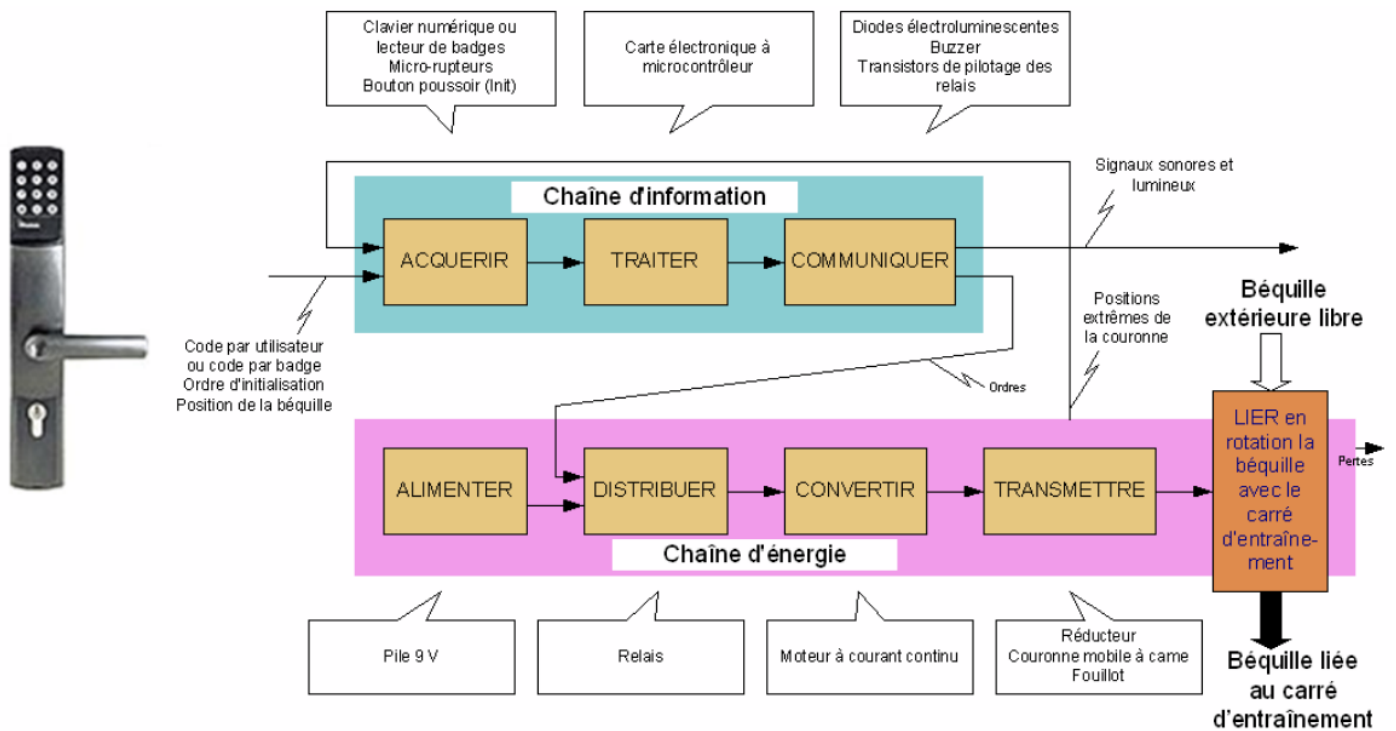 Clavier numérique ou
lecteur de badges
Micro-rupteurs
Bouton poussoir (Init)
Carte électronique à
microcontrôleur
Diodes électroluminescentes
Buzzer
Transistors de pilotage des
relais
Signaux sonores et
lumineux
Chaîne d'information
ACQUERIR
TRAITER
COMMUNIQUER
Code par utilisateur
ou code par badge
Ordre d'initialisation
Position de la béquille
Positions
extrêmes de
la couronne
Béquille
extérieure libre
Ordres
ALIMENTER
DISTRIBUER
CONVERTIR
TRANSMETTRE
LIER en
rotation la
béquille
avec le
carré
d'entraîne-
ment
Pertes
Chaîne d'énergie
Pile 9 V
Relais
Moteur à courant continu
Réducteur
Couronne mobile à came
Fouillot
Béquille liée
au carré
d'entraînement